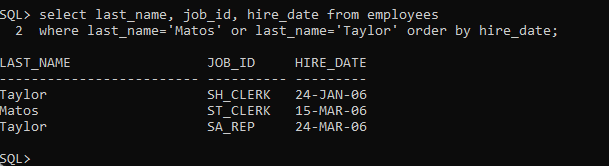 SQL> select last_name, job_id, hire_date from employees
  2  where last_name='Matos' or last_name='Taylor' order by hire_date;

LAST_NAME                 JOB_ID     HIRE_DATE
------------------------- ---------- ---------
Taylor                    SH_CLERK   24-JAN-06
Matos                     ST_CLERK   15-MAR-06
Taylor                    SA_REP     24-MAR-06

SQL>